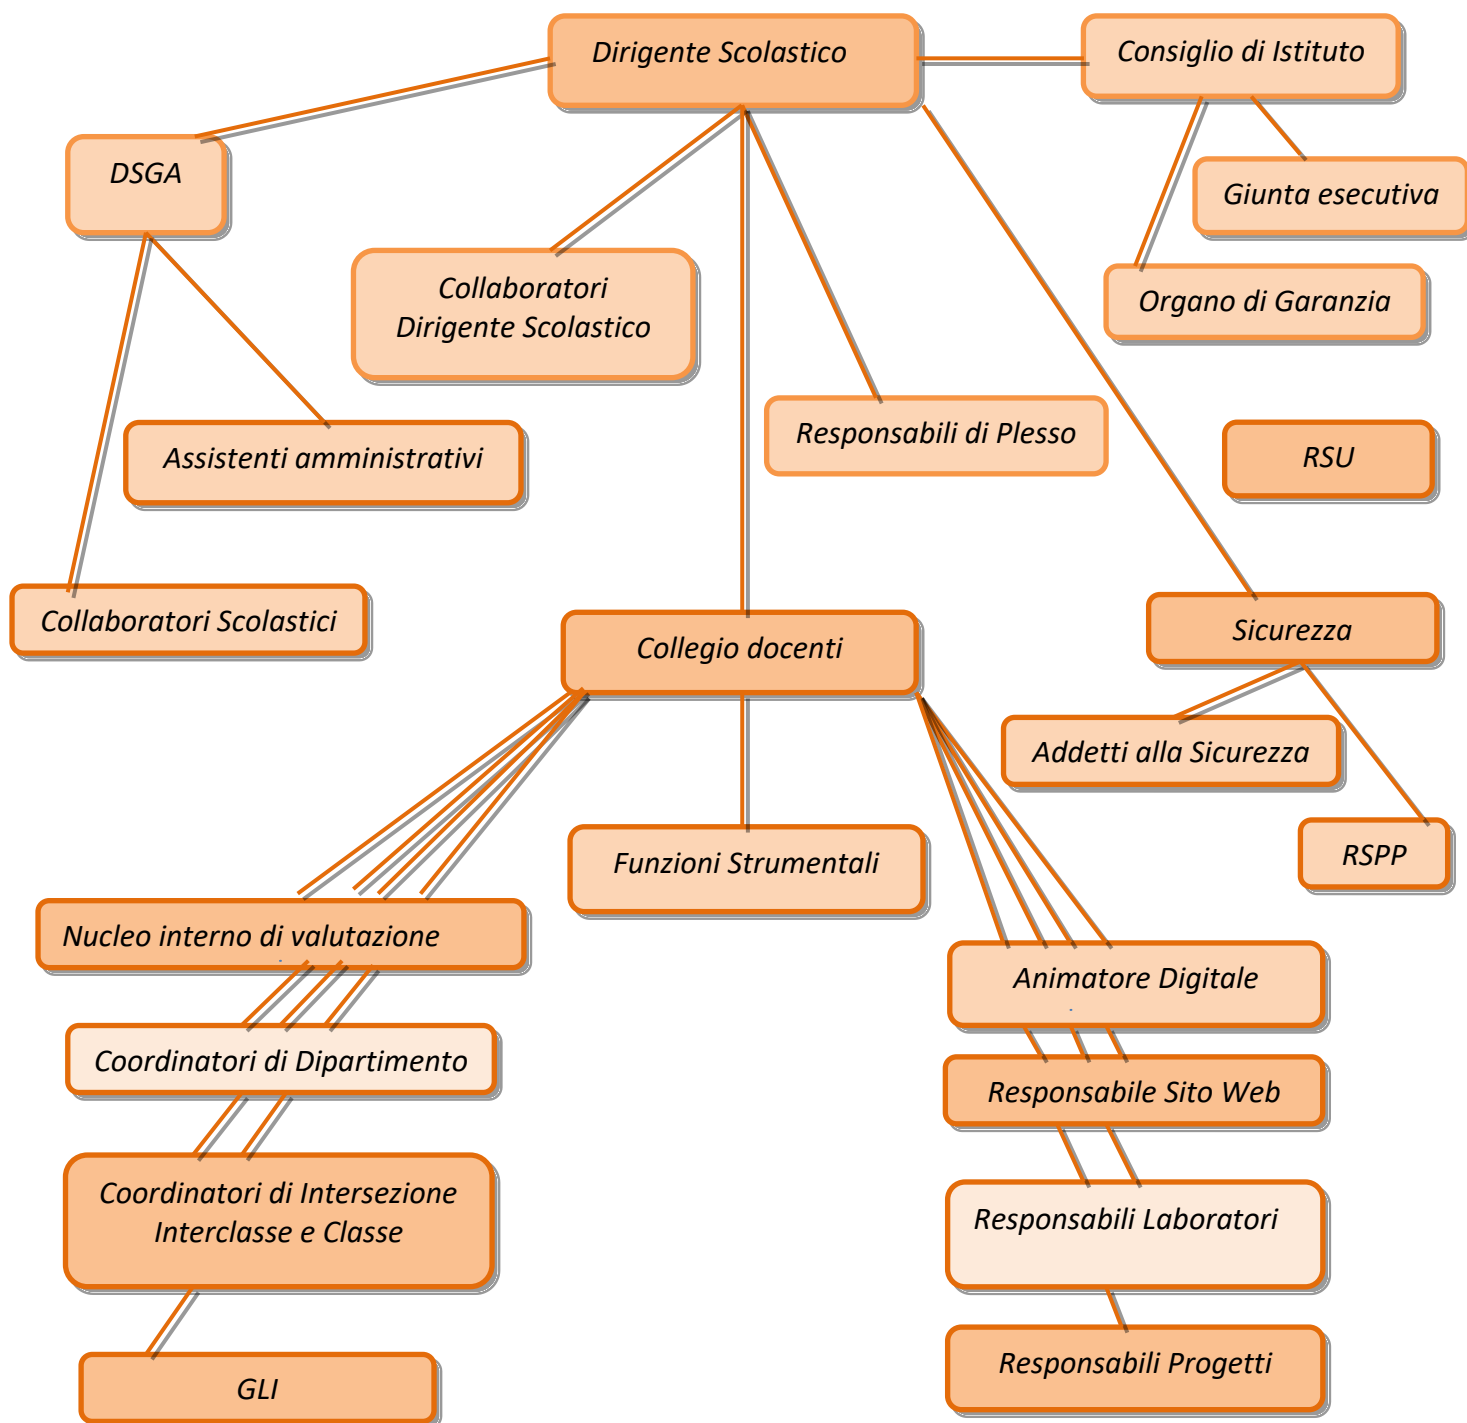 Dirigente Scolastico
Consiglio di Istituto
DSGA
Giunta esecutiva
Collaboratori
Dirigente Scolastico
Organo di Garanzia
Responsabili di Plesso
Assistenti amministrativi
RSU
Collaboratori Scolastici
Collegio docenti
Sicurezza
Addetti alla Sicurezza
Funzioni Strumentali
RSPP
Nucleo interno di valutazione
Animatore Digitale
Coordinatori di Dipartimento
Responsabile Sito Web
Coordinatori di Intersezione
Interclasse e Classe
Responsabili Laboratori
Responsabili Progetti
GLI